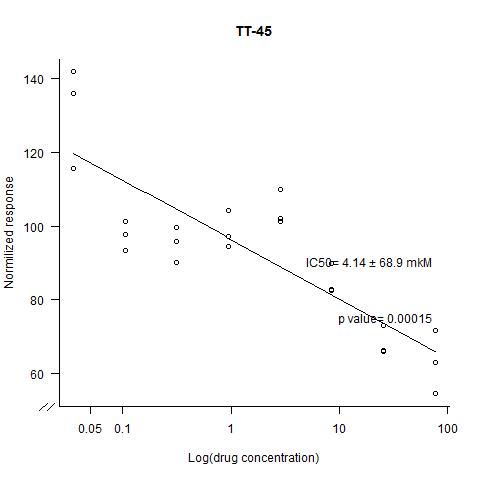 TT-45
Normilized response
140
120
100
80
60
IC50= 4.14 ± 68.9 mkM
p value= 0.00015
0.05 0.1 1 10 100
Log(drug concentration)